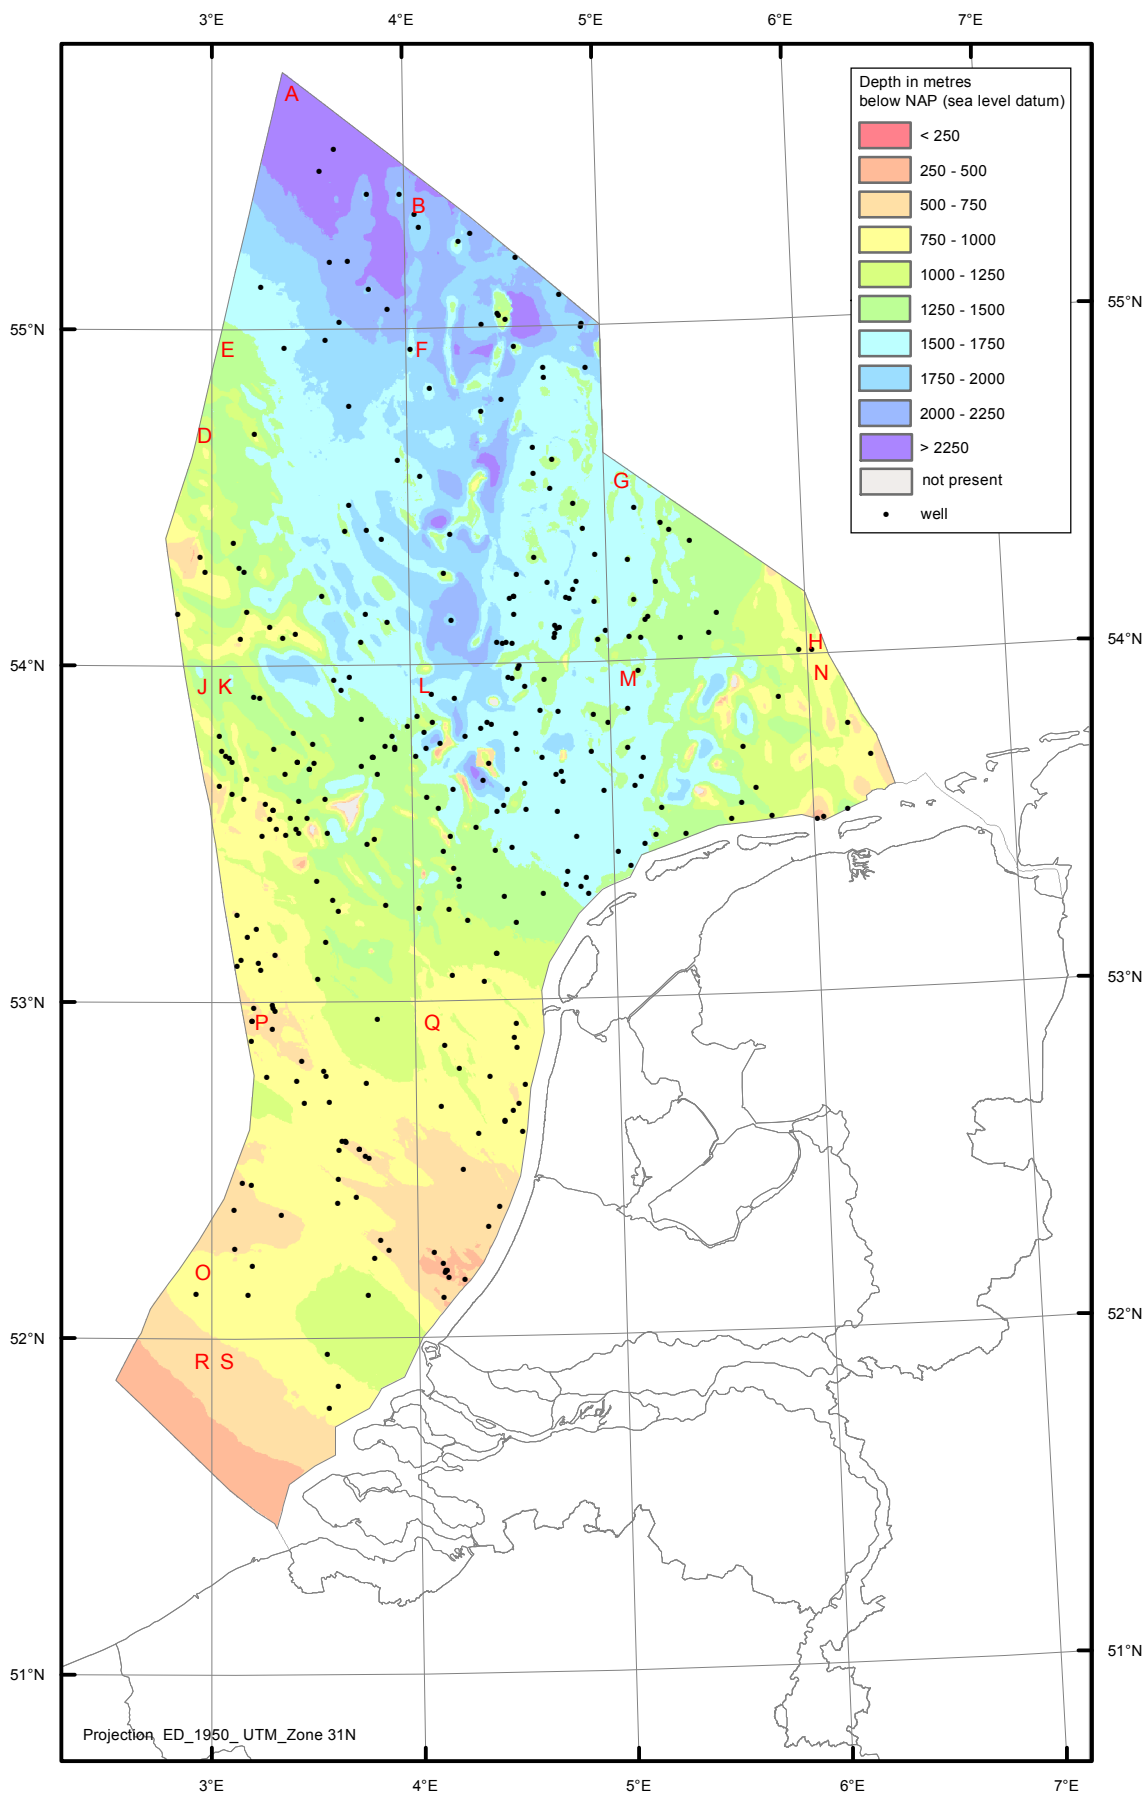 3°E 4°E 5°E 6°E 7°E
A
Depth in metres
below NAP (sea level datum)
< 250
250 - 500
500 - 750
750 - 1000
1000 - 1250
1250 - 1500
1500 - 1750
1750 - 2000
2000 - 2250
> 2250
not present
well
B
55°N
55°N
E
F
D
G
54°N
54°N
H
J K
L
M
N
53°N
53°N
P
Q
O
52°N
52°N
R S
51°N
51°N
Projection ED_1950_ UTM_Zone 31N
3°E 4°E 5°E 6°E 7°E